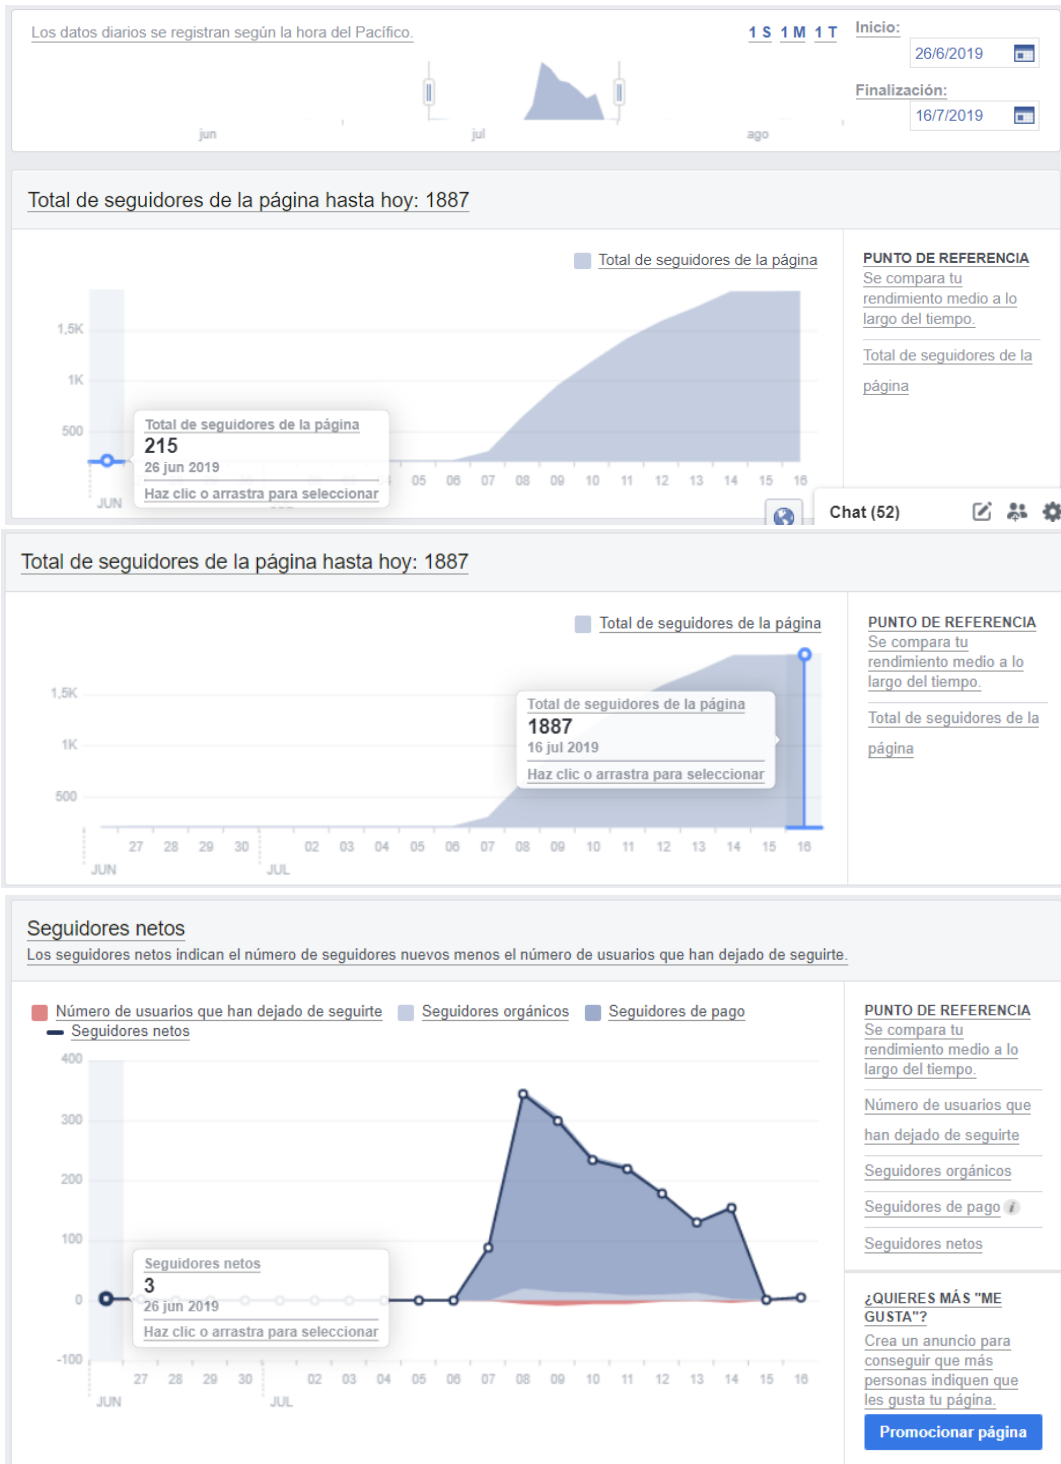 Los datos diarios se registran según la hora del Pacífico.
1 S 1 M 1 T
Inicio:
26/6/2019
Finalización:
16/7/2019
jun jul ago
Total de seguidores de la página hasta hoy: 1887
Total de seguidores de la página
1,5K
1K
500
Total de seguidores de la página
215
26 jun 2019
Haz clic o arrastra para seleccionar
05 06 07 08 09 10 11 12 13 14 15 16
JUN
PUNTO DE REFERENCIA
Se compara tu
rendimiento medio a lo
largo del tiempo.
Total de seguidores de la
página
Chat (52)
Total de seguidores de la página hasta hoy: 1887
Total de seguidores de la página
1,5K
1K
500
Total de seguidores de la página
1887
16 jul 2019
Haz clic o arrastra para seleccionar
27 28 29 30 02 03 04 05 06 07 08 09 10 11 12 13 14 15 16
JUN JUL
PUNTO DE REFERENCIA
Se compara tu
rendimiento medio a lo
largo del tiempo.
Total de seguidores de la
página
Seguidores netos
Los seguidores netos indican el número de seguidores nuevos menos el número de usuarios que han dejado de seguirte.
Número de usuarios que han dejado de seguirte Seguidores orgánicos Seguidores de pago
Seguidores netos
400
300
200
100
0
-100
Seguidores netos
3
26 jun 2019
Haz clic o arrastra para seleccionar
27 28 29 30 02 03 04 05 06 07 08 09 10 11 12 13 14 15 16
JUN JUL
PUNTO DE REFERENCIA
Se compara tu
rendimiento medio a lo
largo del tiempo.
Número de usuarios que
han dejado de seguirte
Seguidores orgánicos
Seguidores de pago i
Seguidores netos
¿QUIERES MÁS "ME
GUSTA"?
Crea un anuncio para
conseguir que más
personas indiquen que
les gusta tu página.
Promocionar página